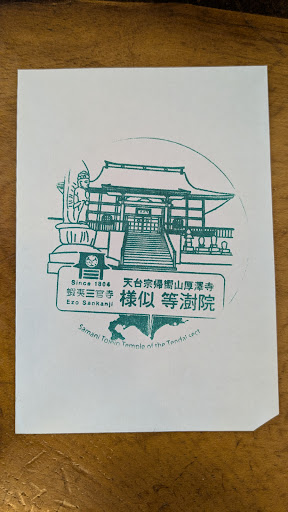 Since 1804
蝦夷三官寺
Ezo Sankanji
天台宗帰嚮山厚澤寺
様似 等澍院
Samani Tojuin Temple of the Tendai sect